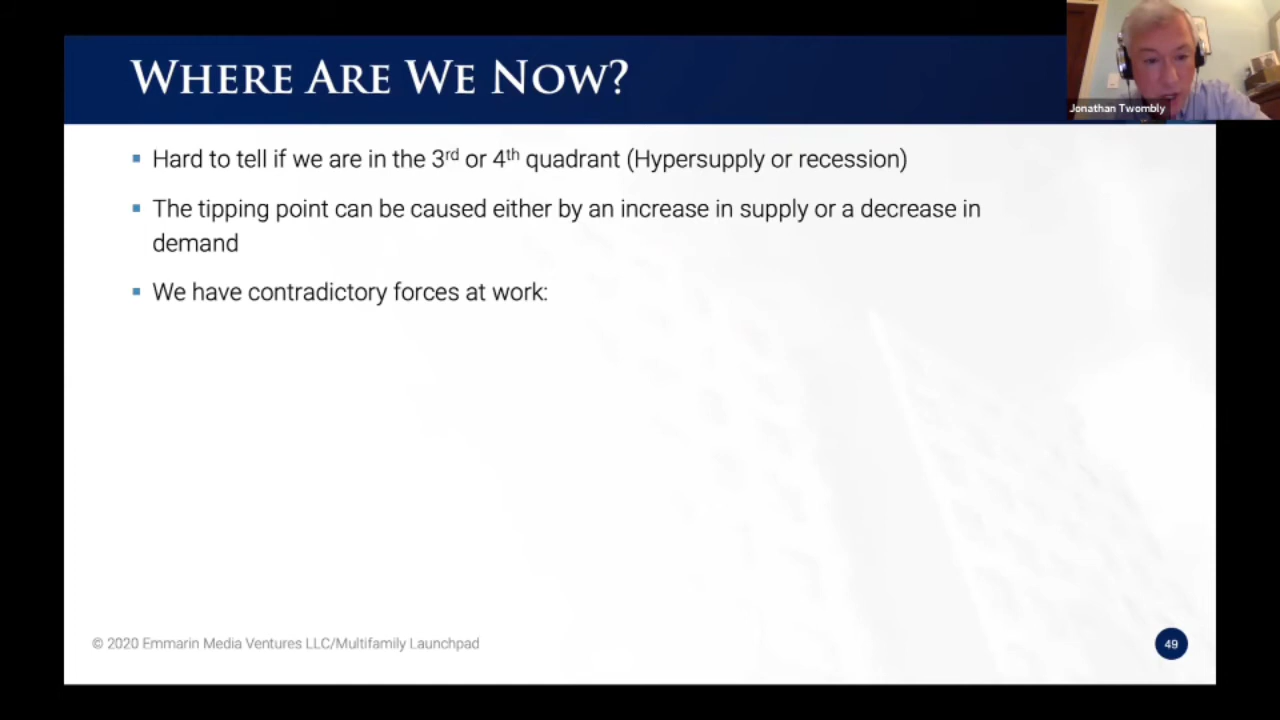 WHERE ARE WE NOW?
Jonathan Twombly
▪ Hard to tell if we are in the 3rd or 4th quadrant (Hypersupply or recession)
▪ The tipping point can be caused either by an increase in supply or a decrease in
demand
▪ We have contradictory forces at work:
© 2020 Emmarin Media Ventures LLC/Multifamily Launchpad
49